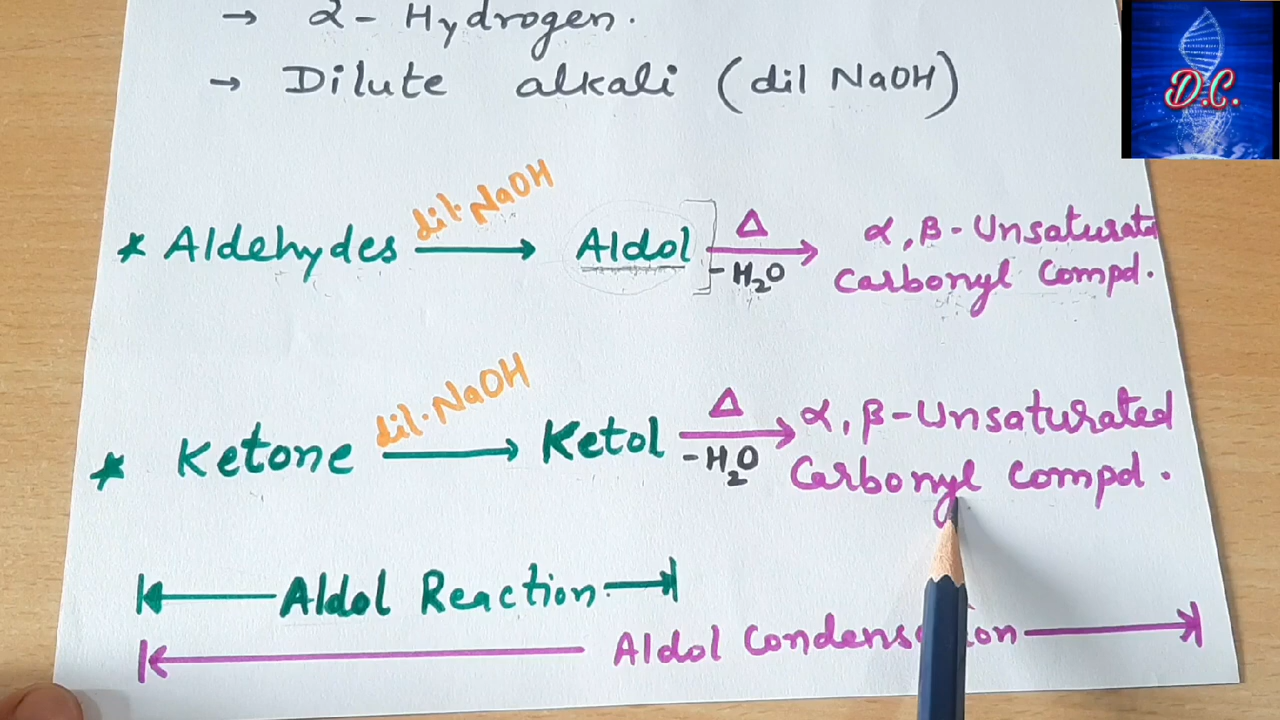 → α - Hydrogen.
→ Dilute alkali (dil NaOH)
D.C.
* Aldehydes dil. NaOH → Aldol] Δ -H₂O → α, β - Unsaturated
Carbonyl Compd.
* Ketone dil. NaOH → Ketol Δ -H₂O → α, β - Unsaturated
Carbonyl Compd.
Aldol Reaction.
Aldol Condensation